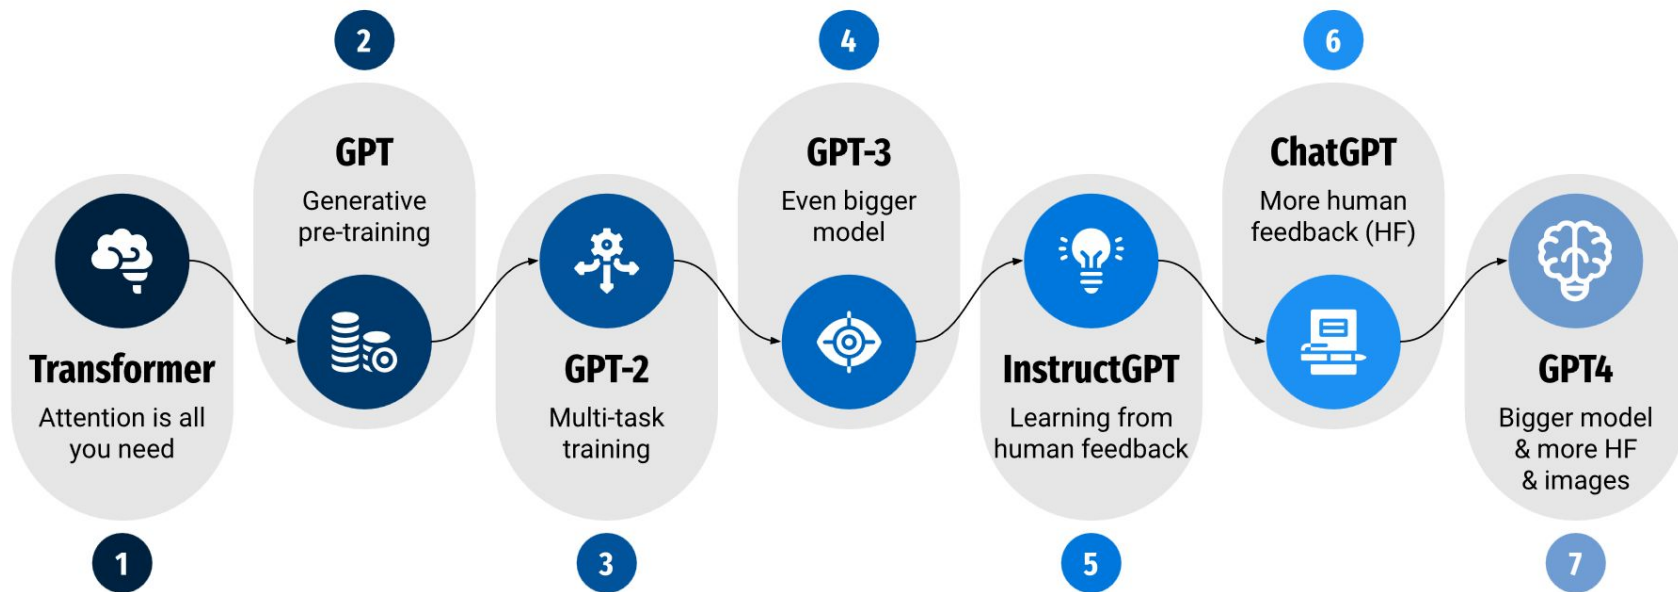 1
Transformer
Attention is all
you need
2
GPT
Generative
pre-training
3
GPT-2
Multi-task
training
4
GPT-3
Even bigger
model
5
InstructGPT
Learning from
human feedback
6
ChatGPT
More human
feedback (HF)
7
GPT4
Bigger model
& more HF
& images